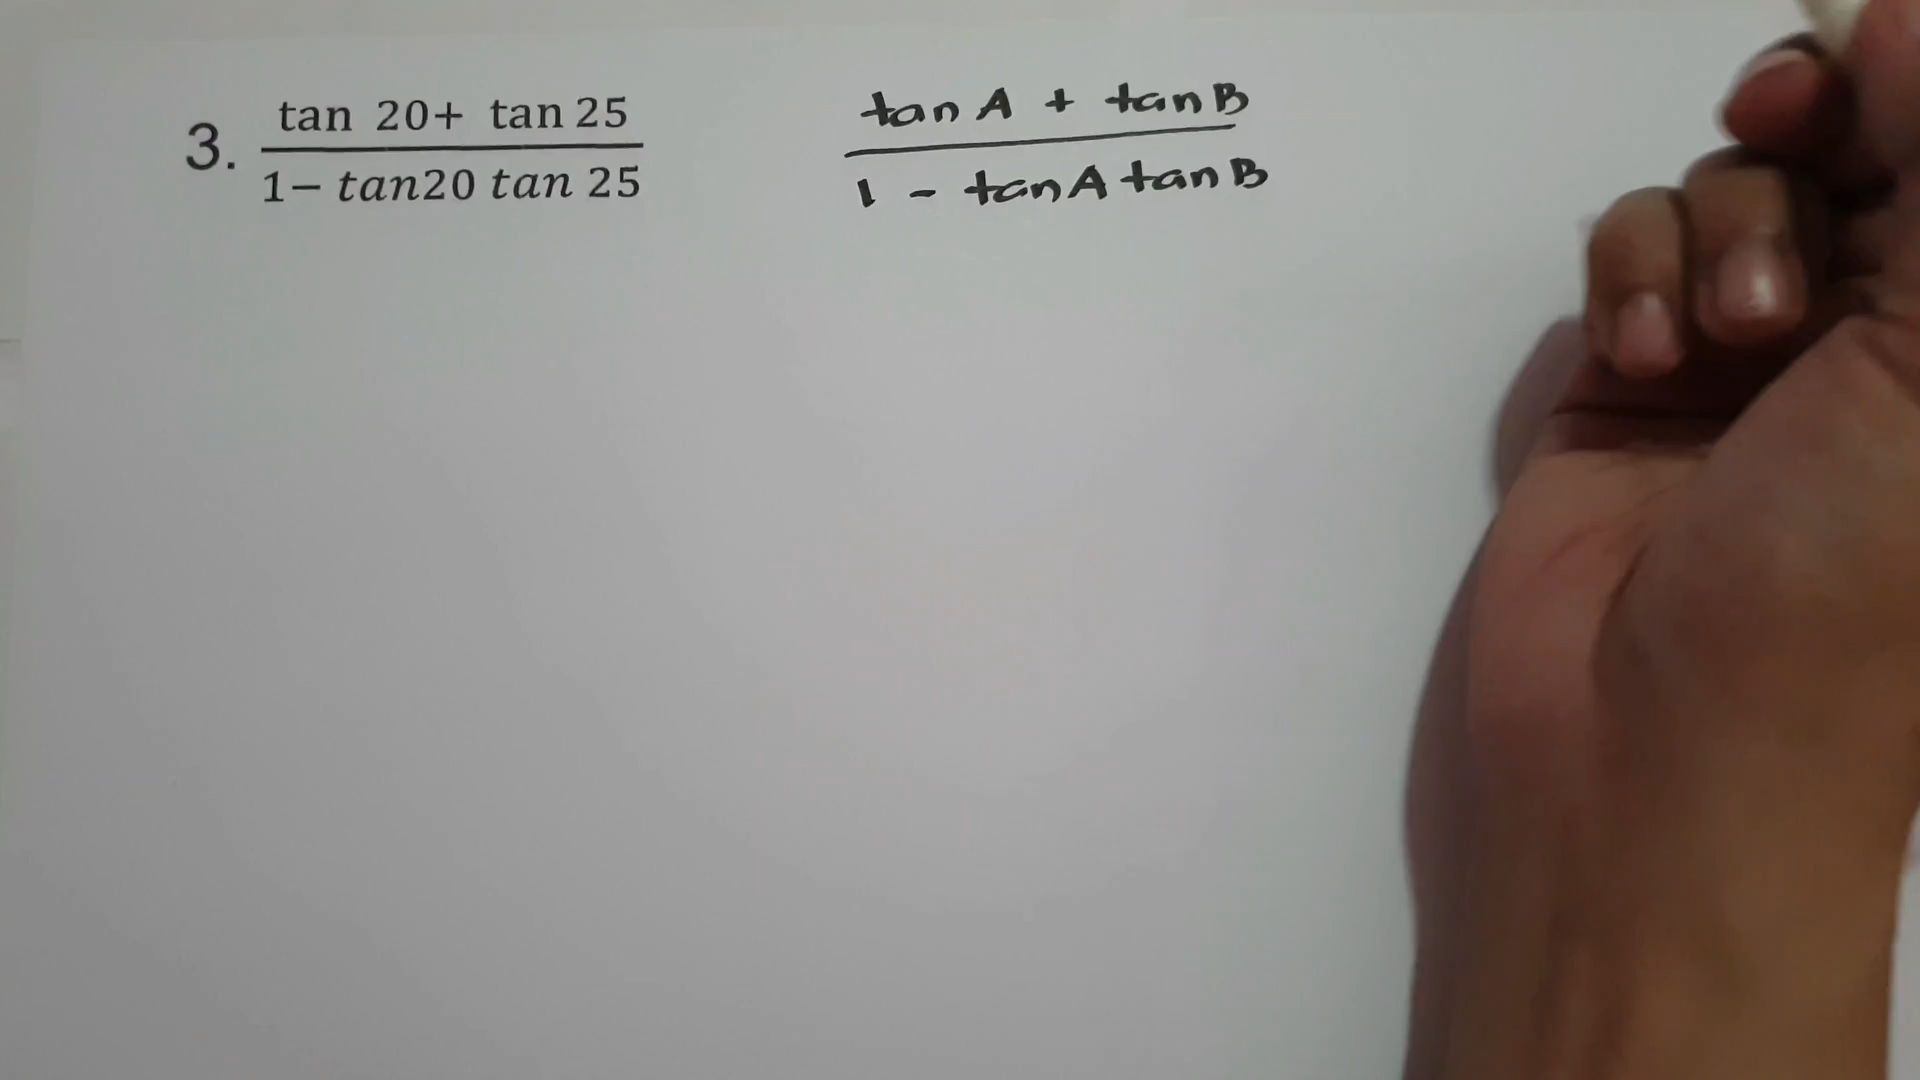 3. tan 20+ tan 25
1− tan20 tan 25
tan A + tan B
1 - tan A tan B